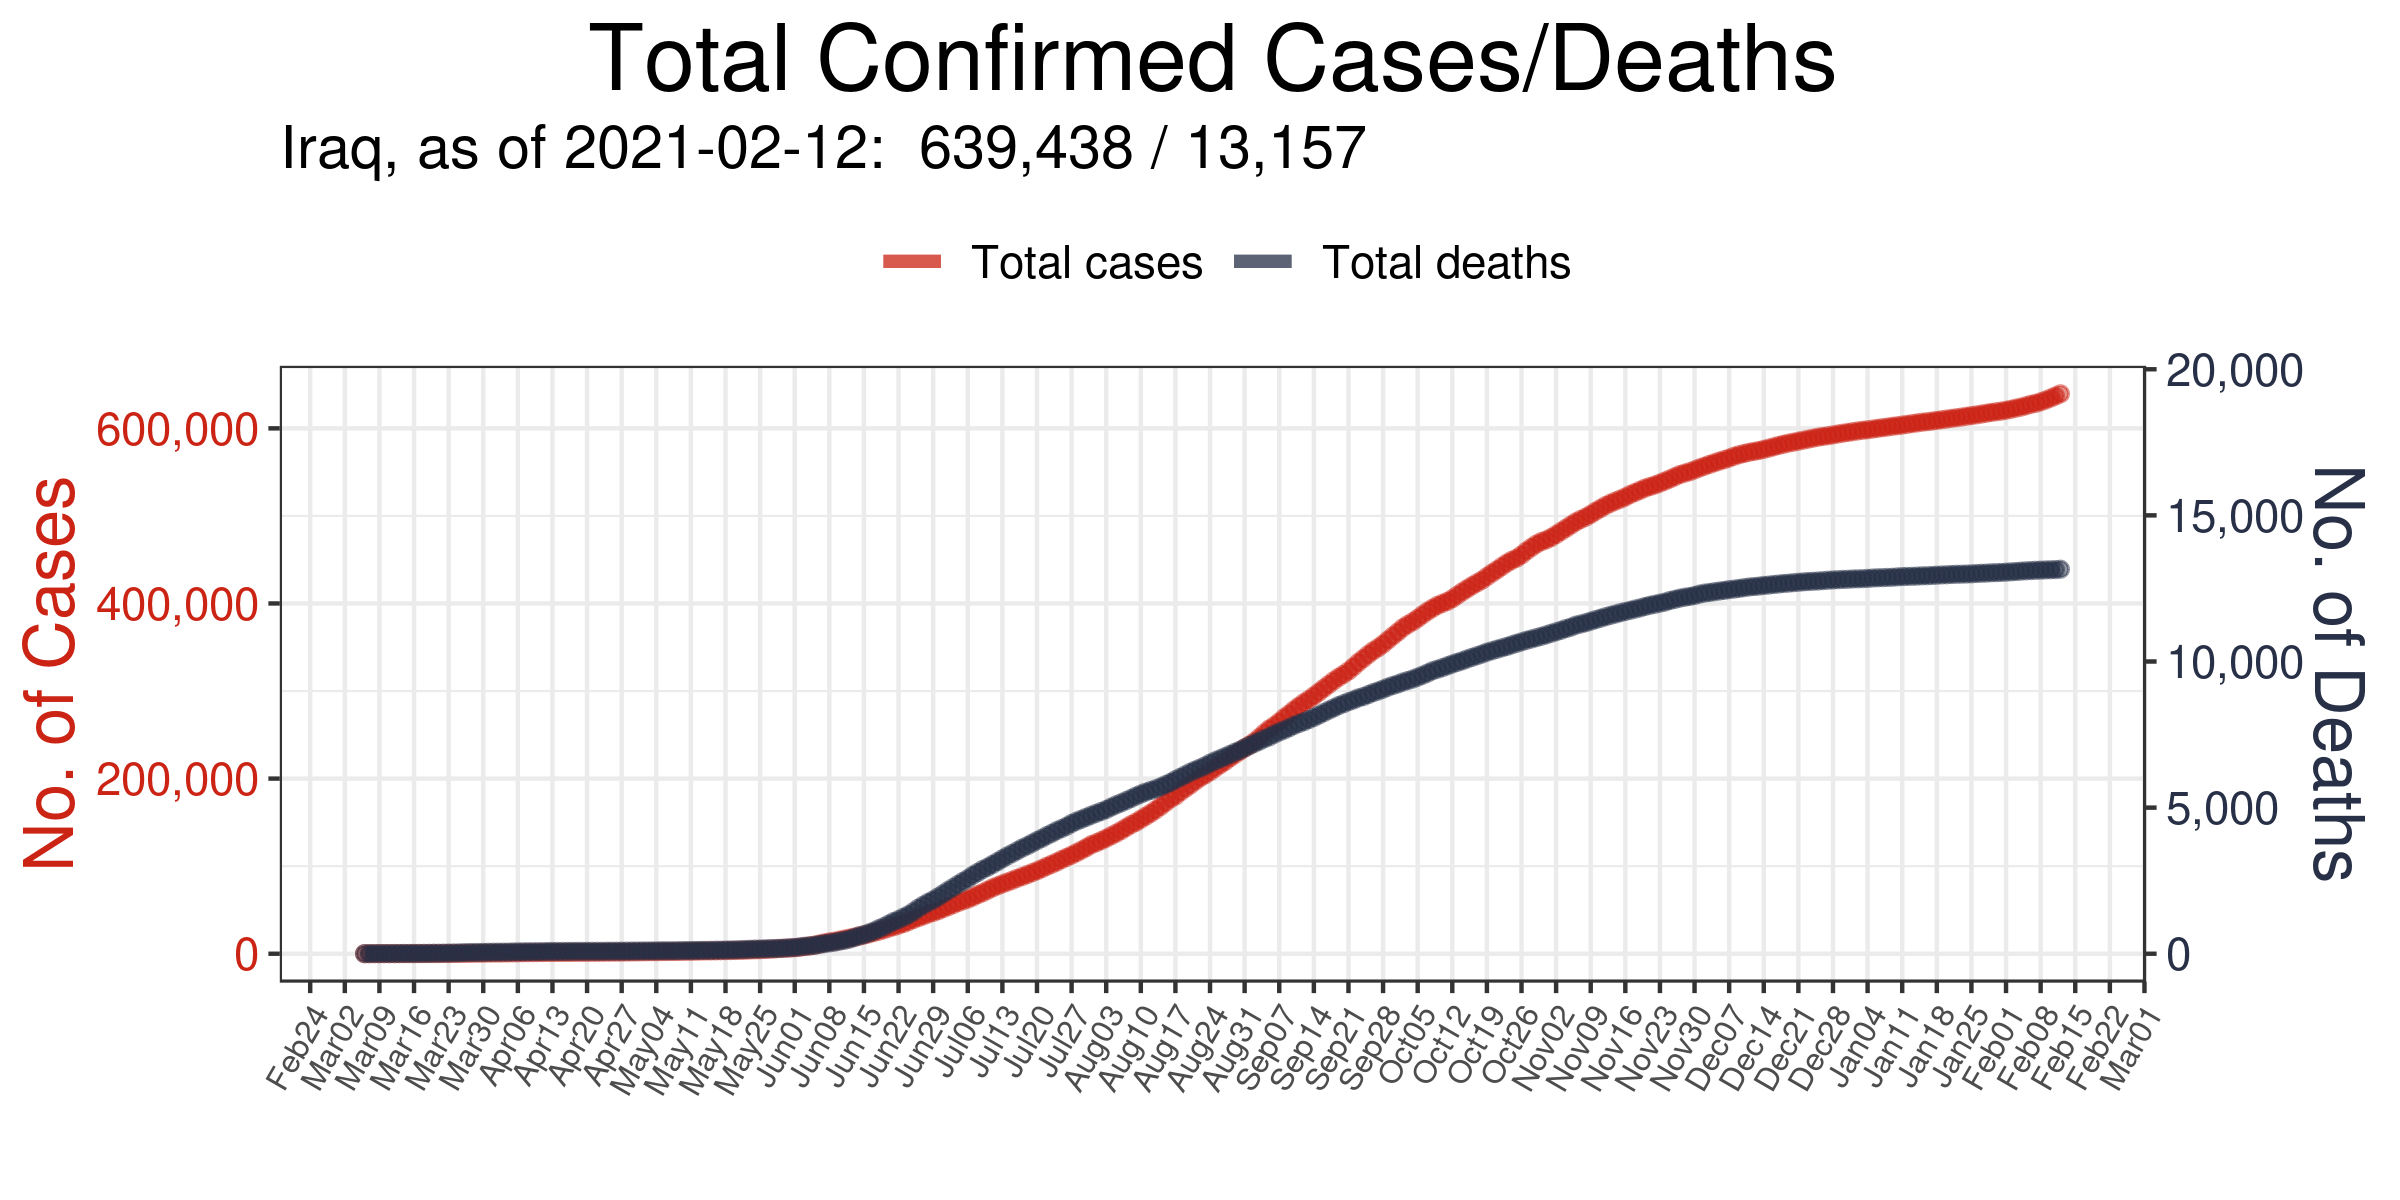 Total Confirmed Cases/Deaths
Iraq, as of 2021-02-12:  639,438 / 13,157
Total cases
Total deaths
No. of Cases
600,000
400,000
200,000
0
20,000
15,000
10,000
5,000
0
No. of Deaths
Feb24
Mar02
Mar09
Mar16
Mar23
Mar30
Apr06
Apr13
Apr20
Apr27
May04
May11
May18
May25
Jun01
Jun08
Jun15
Jun22
Jun29
Jul06
Jul13
Jul20
Jul27
Aug03
Aug10
Aug17
Aug24
Aug31
Sep07
Sep14
Sep21
Sep28
Oct05
Oct12
Oct19
Oct26
Nov02
Nov09
Nov16
Nov23
Nov30
Dec07
Dec14
Dec21
Dec28
Jan04
Jan11
Jan18
Jan25
Feb01
Feb08
Feb15
Feb22
Mar01